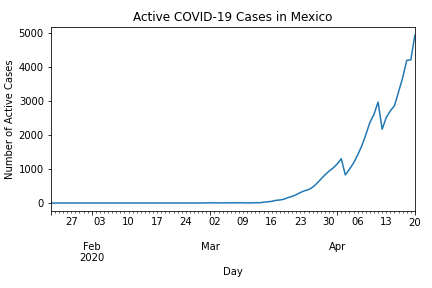 Active COVID-19 Cases in Mexico
Number of Active Cases
5000
4000
3000
2000
1000
0
27 03 10 17 24 02 09 16 23 30 06 13 20
Feb Mar Apr
2020
Day